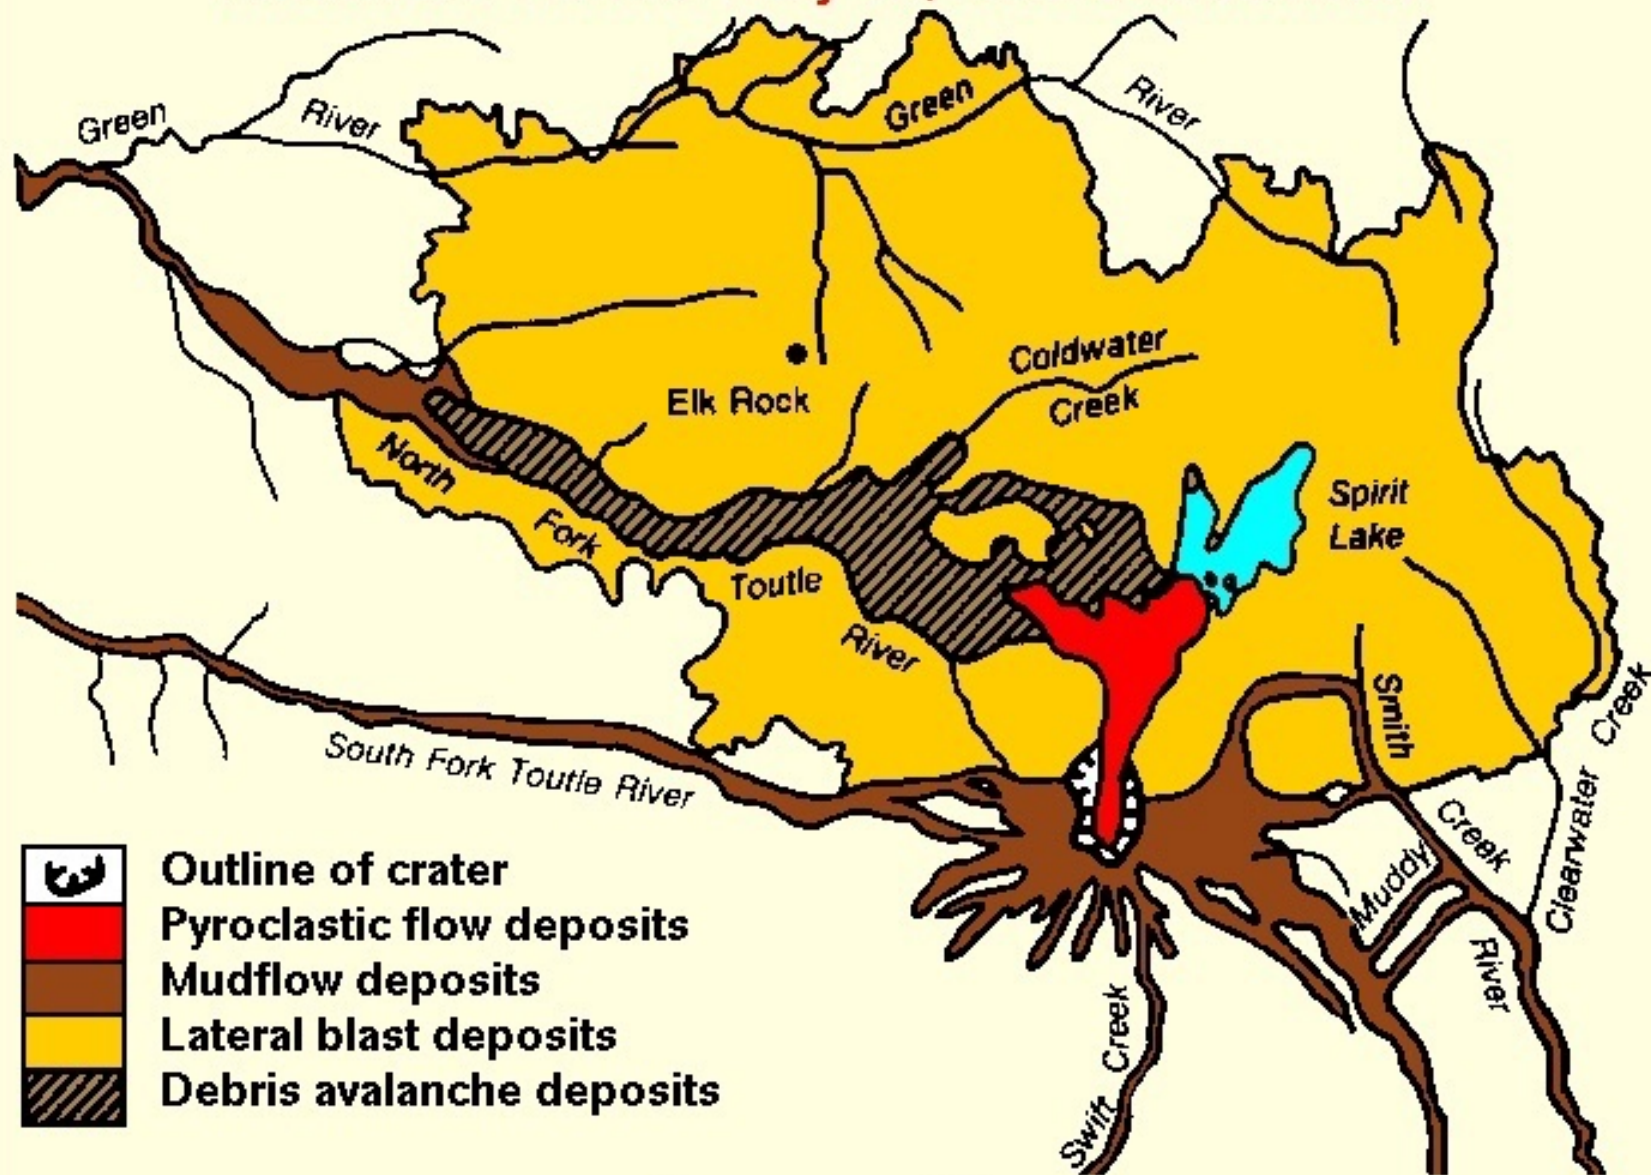 Green
River
Green
River
Coldwater
Creek
Elk Rock
North
Fork
Toutle
River
Spirit
Lake
Smith
Creek
Clearwater
Creek
Muddy
River
South Fork Toutle River
Swift
Creek
Outline of crater
Pyroclastic flow deposits
Mudflow deposits
Lateral blast deposits
Debris avalanche deposits